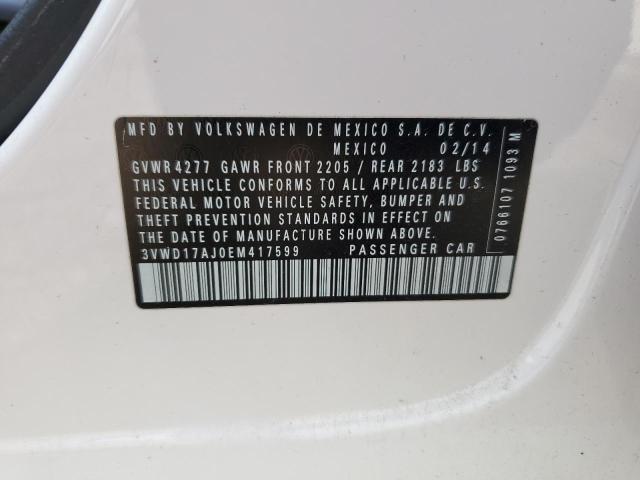 MFD BY VOLKSWAGEN DE MEXICO S.A. DE C.V.
MEXICO 02/14
GVWR 4277 GAWR FRONT 2205 / REAR 2183 LBS
THIS VEHICLE CONFORMS TO ALL APPLICABLE U.S.
FEDERAL MOTOR VEHICLE SAFETY, BUMPER AND
THEFT PREVENTION STANDARDS IN EFFECT ON
THE DATE OF MANUFACTURE SHOWN ABOVE.
3VWD17AJ0EM417599 PASSENGER CAR
0766107 1093 M